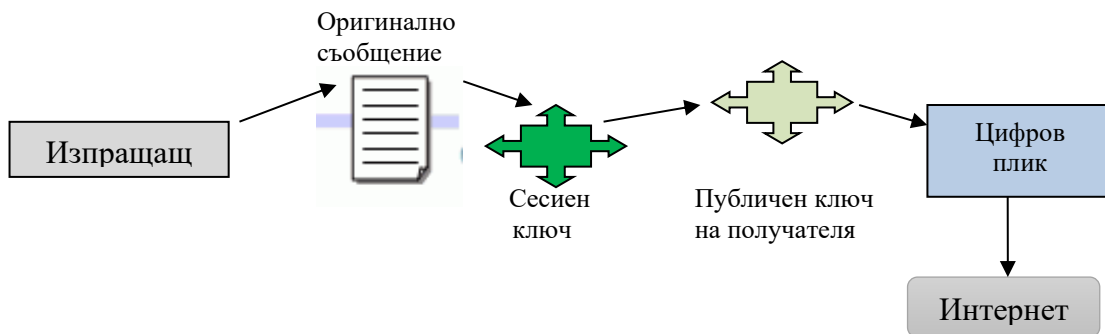 Оригинално
съобщение
Изпращащ
Сесиен
ключ
Публичен ключ
на получателя
Цифров
плик
Интернет